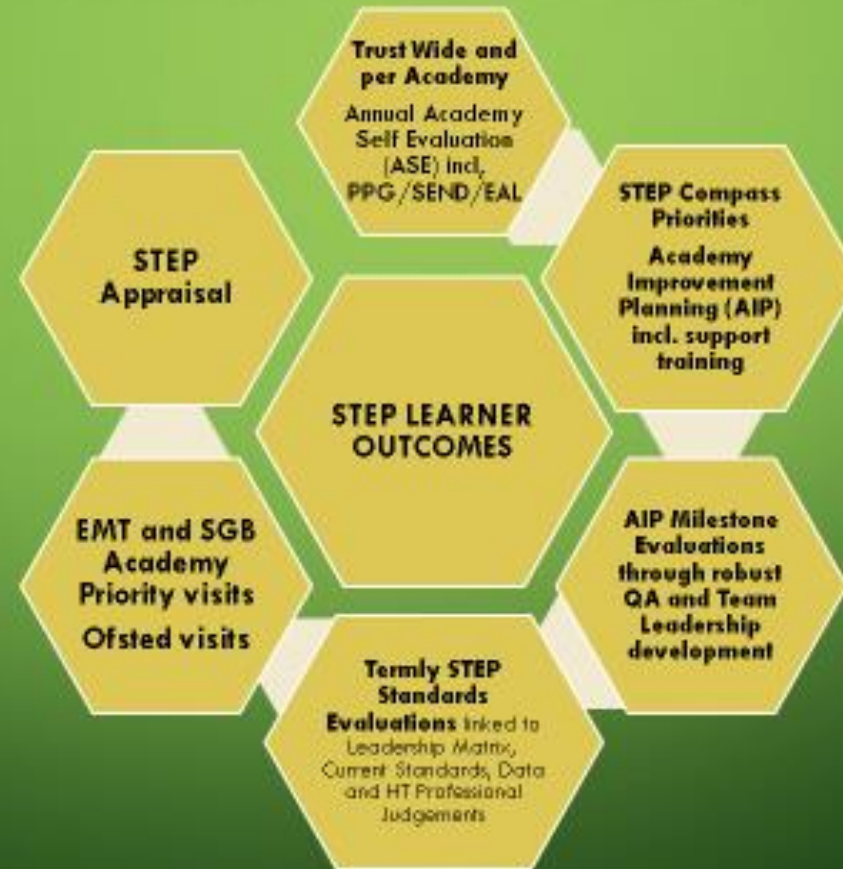 Trust Wide and
per Academy
Annual Academy
Self Evaluation
(ASE) incl,
PPG/SEND/EAL
STEP Compass
Priorities
Academy
Improvement
Planning (AIP)
incl. support
training
AIP Milestone
Evaluations
through robust
QA and Team
Leadership
development
Termly STEP
Standards
Evaluations linked to
Leadership Matrix,
Current Standards, Data
and HT Professional
Judgements
EMT and SGB
Academy
Priority visits
Ofsted visits
STEP
Appraisal
STEP LEARNER
OUTCOMES